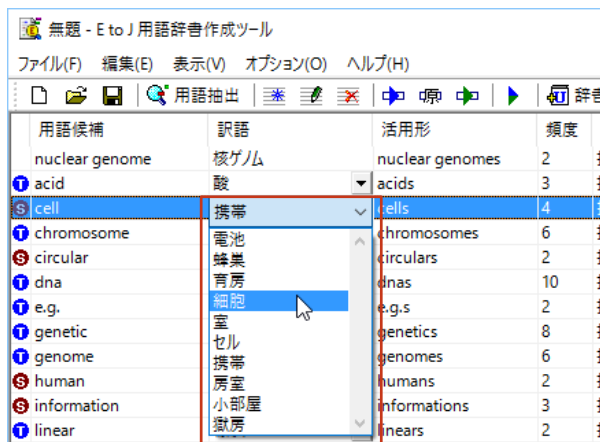 無題 - E to J 用語辞書作成ツール
ファイル(F) 編集(E) 表示(V) オプション(O) ヘルプ(H)
用語抽出 原 辞
用語候補 訳語 活用形 頻度
nuclear genome 核ゲノム nuclear genomes 2
T acid 酸 acids 3
S cell 携帯 cells 4
T chromosome 電池 chromosomes 6
S circular 蜂巣 circulars 2
育房
T dna dnas 10
細胞
T e.g. e.g.s 2
室
T genetic genetics 8
セル
T genome 携帯 genomes 6
S human 房室 humans 2
S information 小部屋 informations 3
T linear 獄房 linears 2